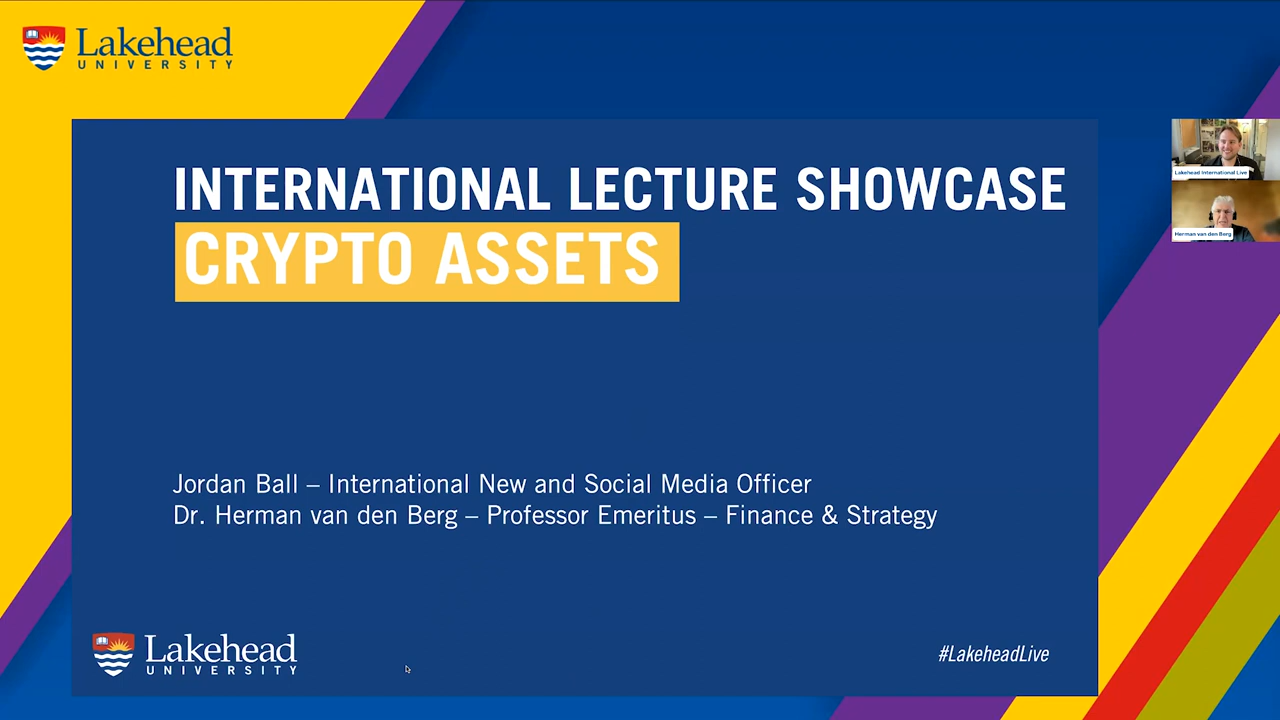 Lakehead
UNIVERSITY
INTERNATIONAL LECTURE SHOWCASE
CRYPTO ASSETS
Lakehead International Live
Herman van den Berg
Jordan Ball – International New and Social Media Officer
Dr. Herman van den Berg – Professor Emeritus – Finance & Strategy
Lakehead
UNIVERSITY
#LakeheadLive